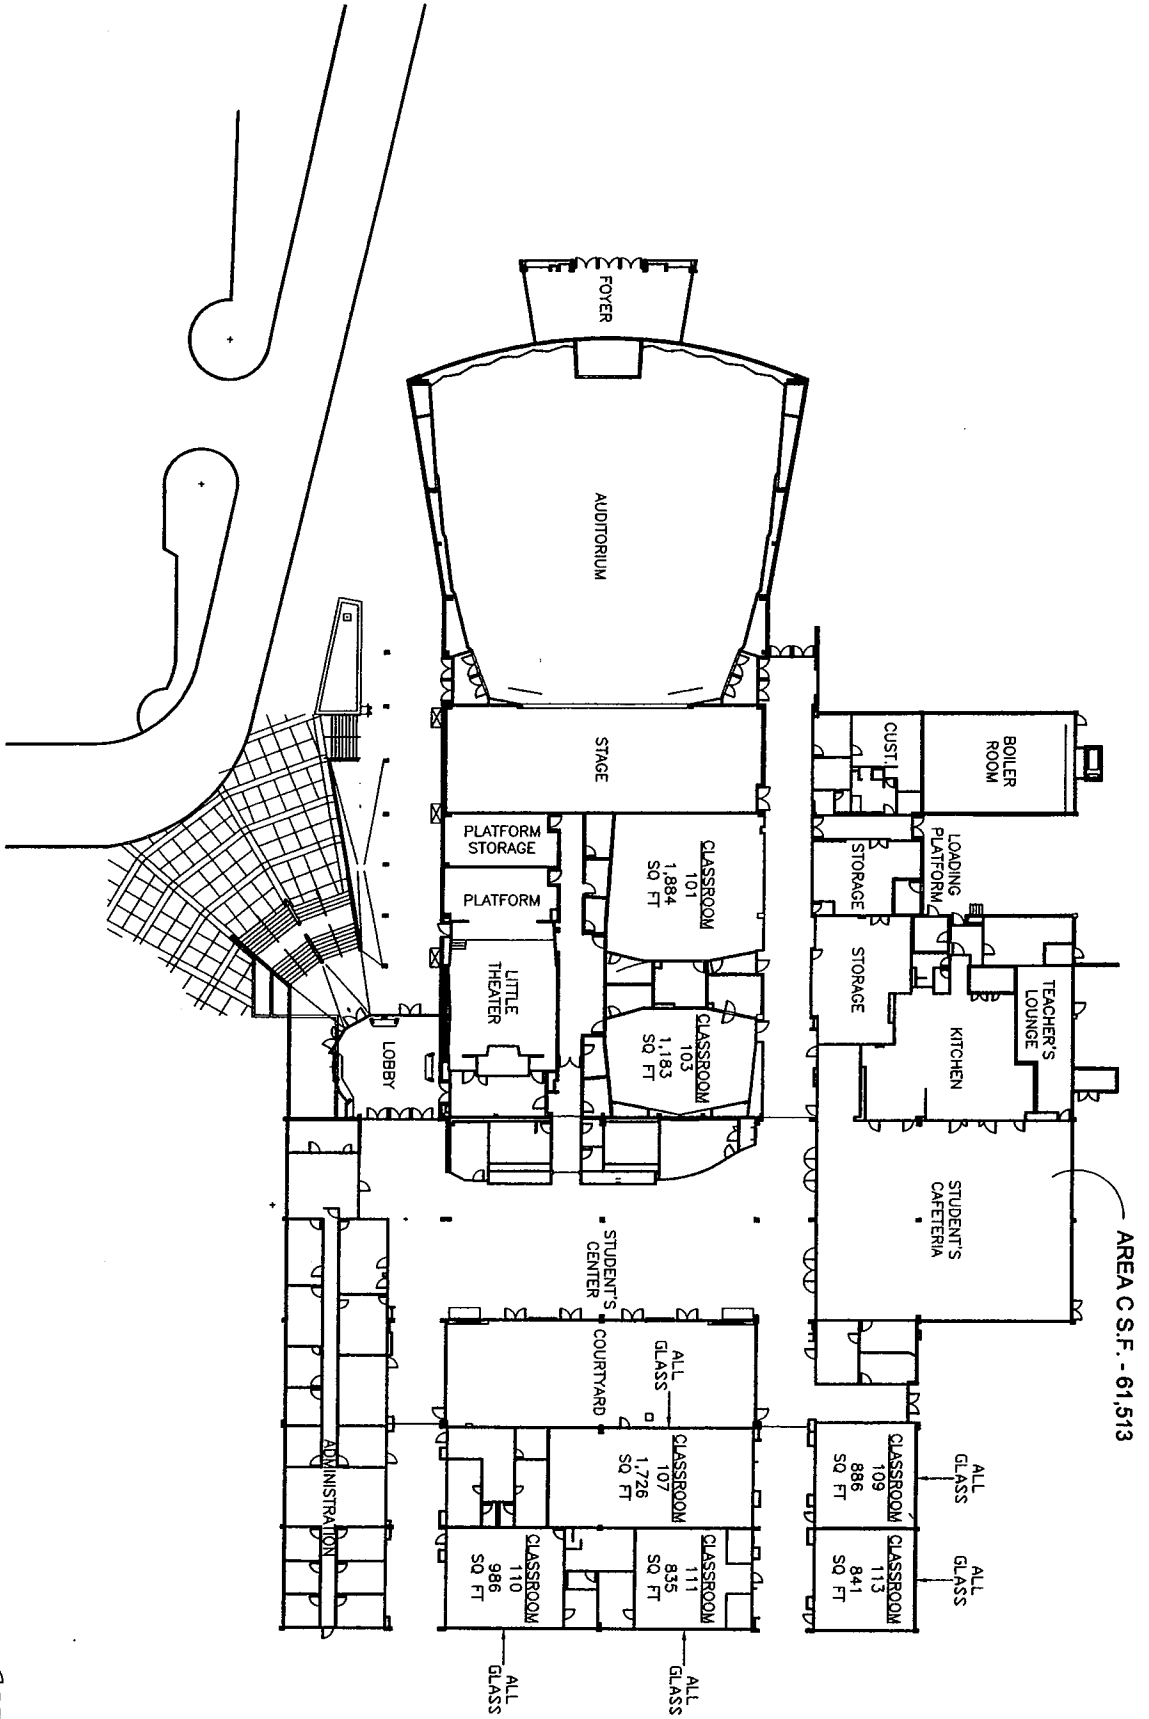 AREA C S.F. - 61,513
BOILER
ROOM
CUST.
LOADING
PLATFORM
STORAGE
TEACHER'S
LOUNGE
STORAGE
KITCHEN
STUDENT'S
CAFETERIA
FOYER
AUDITORIUM
STAGE
CLASSROOM
101
1,884
SQ FT
PLATFORM
STORAGE
PLATFORM
LITTLE
THEATER
CLASSROOM
103
1,183
SQ FT
LOBBY
STUDENT'S
CENTER
COURTYARD
ALL
GLASS
CLASSROOM
107
1,726
SQ FT
CLASSROOM
109
886
SQ FT
ALL
GLASS
CLASSROOM
113
841
SQ FT
ALL
GLASS
CLASSROOM
111
835
SQ FT
ALL
GLASS
CLASSROOM
110
986
SQ FT
ALL
GLASS
ADMINISTRATION